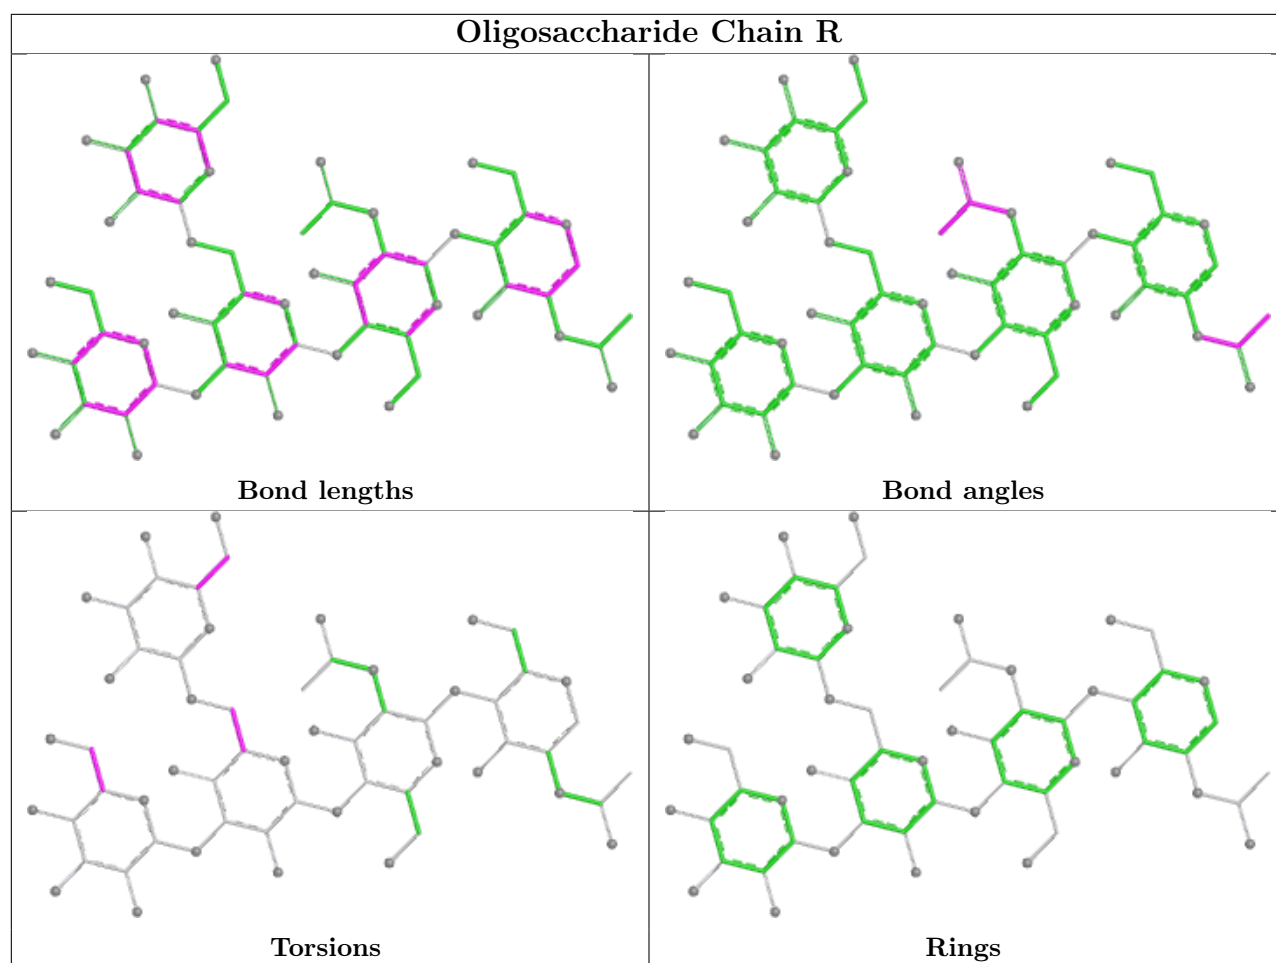 Oligosaccharide Chain R
Bond lengths
Bond angles
Torsions
Rings